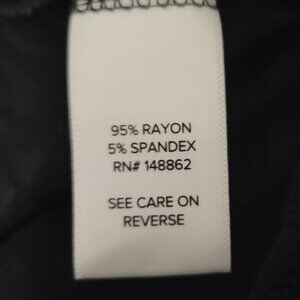 95% RAYON
5% SPANDEX
RN# 148862
SEE CARE ON
REVERSE